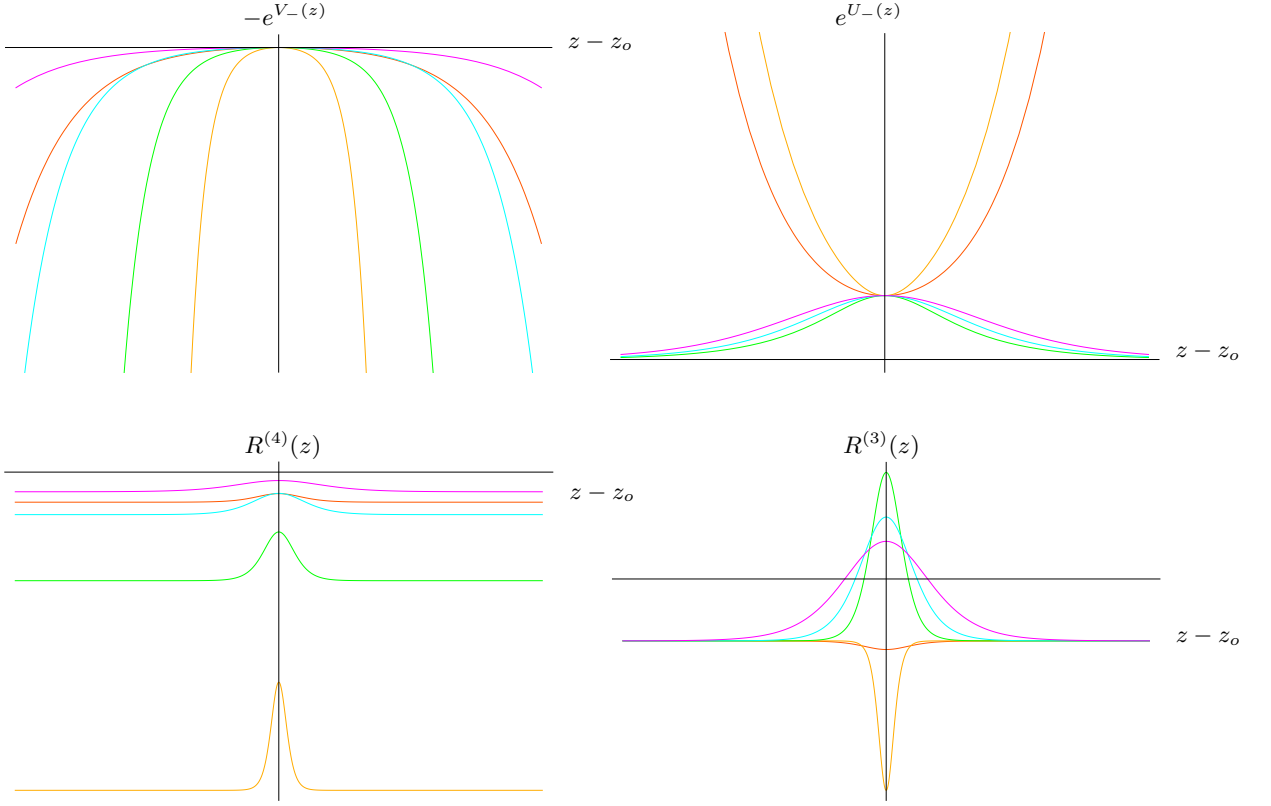 $-e^{V_-(z)}$
$z - z_o$
$e^{U_-(z)}$
$z - z_o$
$R^{(4)}(z)$
$z - z_o$
$R^{(3)}(z)$
$z - z_o$